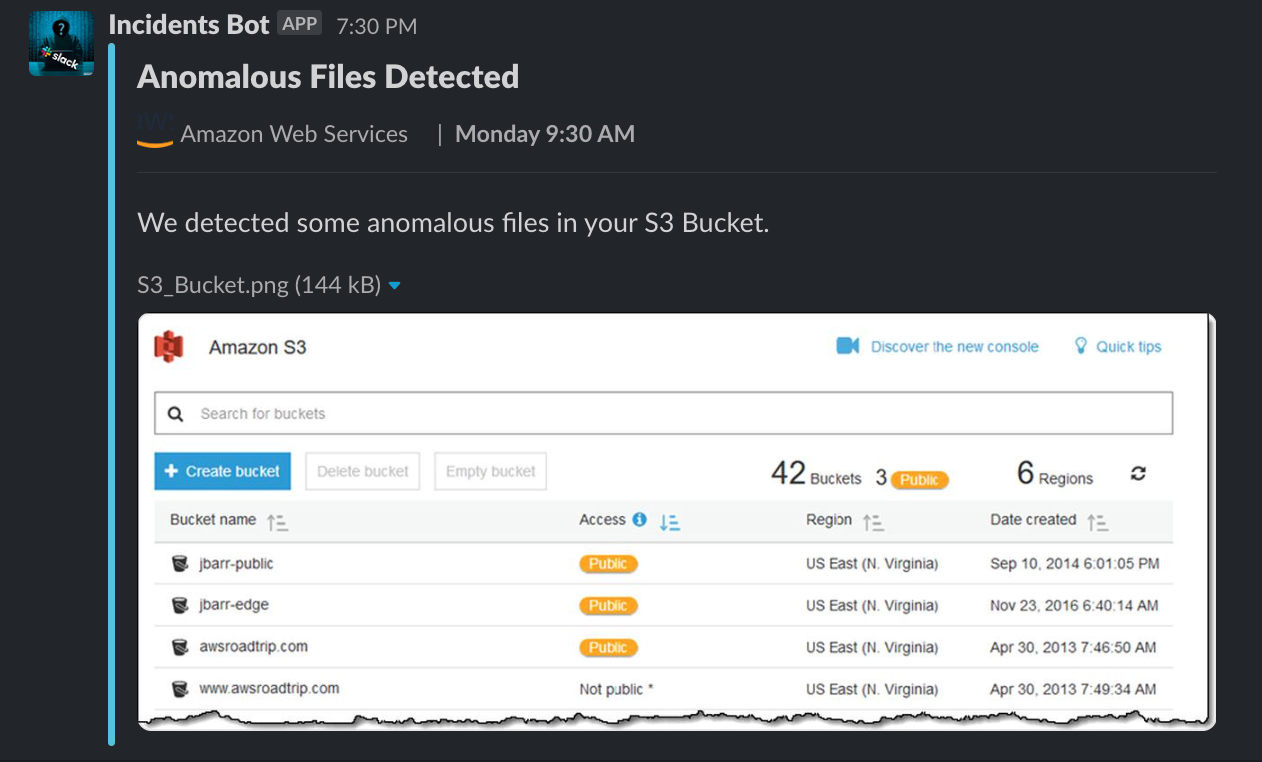 Incidents Bot APP 7:30 PM
?
slack
Anomalous Files Detected
Amazon Web Services | Monday 9:30 AM
We detected some anomalous files in your S3 Bucket.
S3_Bucket.png (144 kB)
Amazon S3
Discover the new console
Quick tips
Search for buckets
+ Create bucket
Delete bucket
Empty bucket
42 Buckets 3 Public
6 Regions
Bucket name Access Region Date created
jbarr-public Public US East (N. Virginia) Sep 10, 2014 6:01:05 PM
jbarr-edge Public US East (N. Virginia) Nov 23, 2016 6:40:14 AM
awsroadtrip.com Public US East (N. Virginia) Apr 30, 2013 7:46:50 AM
www.awsroadtrip.com Not public * US East (N. Virginia) Apr 30, 2013 7:49:34 AM